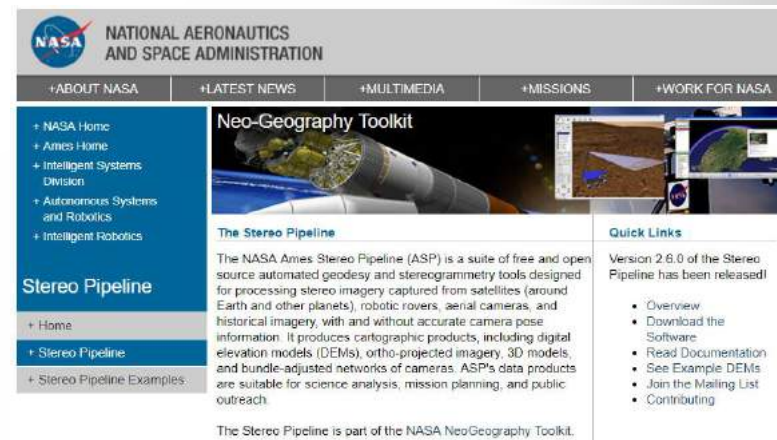 NASA
NATIONAL AERONAUTICS
AND SPACE ADMINISTRATION
+ABOUT NASA
+LATEST NEWS
+MULTIMEDIA
+MISSIONS
+WORK FOR NASA
+ NASA Home
+ Ames Home
+ Intelligent Systems
Division
+ Autonomous Systems
and Robotics
+ Intelligent Robotics
Stereo Pipeline
+ Home
+ Stereo Pipeline
+ Stereo Pipeline Examples
Neo-Geography Toolkit
The Stereo Pipeline
The NASA Ames Stereo Pipeline (ASP) is a suite of free and open
source automated geodesy and stereogrammetry tools designed
for processing stereo imagery captured from satellites (around
Earth and other planets), robotic rovers, aerial cameras, and
historical imagery, with and without accurate camera pose
information. It produces cartographic products, including digital
elevation models (DEMs), ortho-projected imagery, 3D models,
and bundle-adjusted networks of cameras. ASP's data products
are suitable for science analysis, mission planning, and public
outreach.
The Stereo Pipeline is part of the NASA NeoGeography Toolkit.
Quick Links
Version 2.6.0 of the Stereo
Pipeline has been released!
• Overview
• Download the
Software
• Read Documentation
• See Example DEMs
• Join the Mailing List
• Contributing